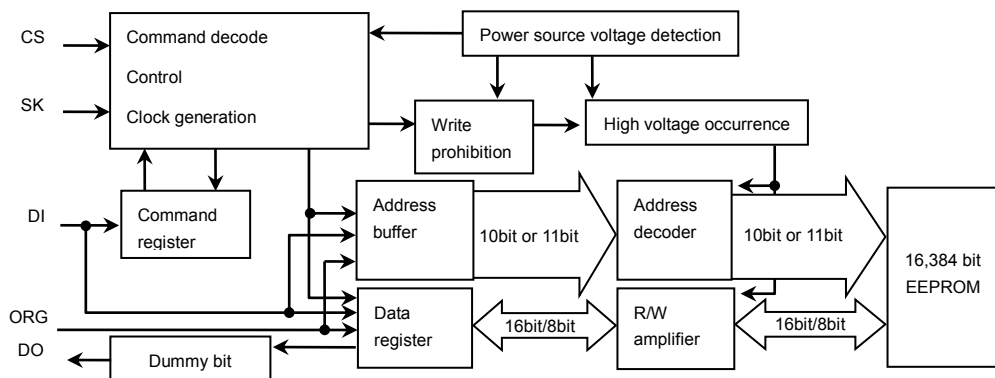 CS
Command decode
Control
Clock generation
Power source voltage detection
SK
Write
prohibition
High voltage occurrence
DI
Command
register
Address
buffer
10bit or 11bit
Address
decoder
10bit or 11bit
16,384 bit
EEPROM
ORG
Data
register
16bit/8bit
R/W
amplifier
16bit/8bit
DO
Dummy bit